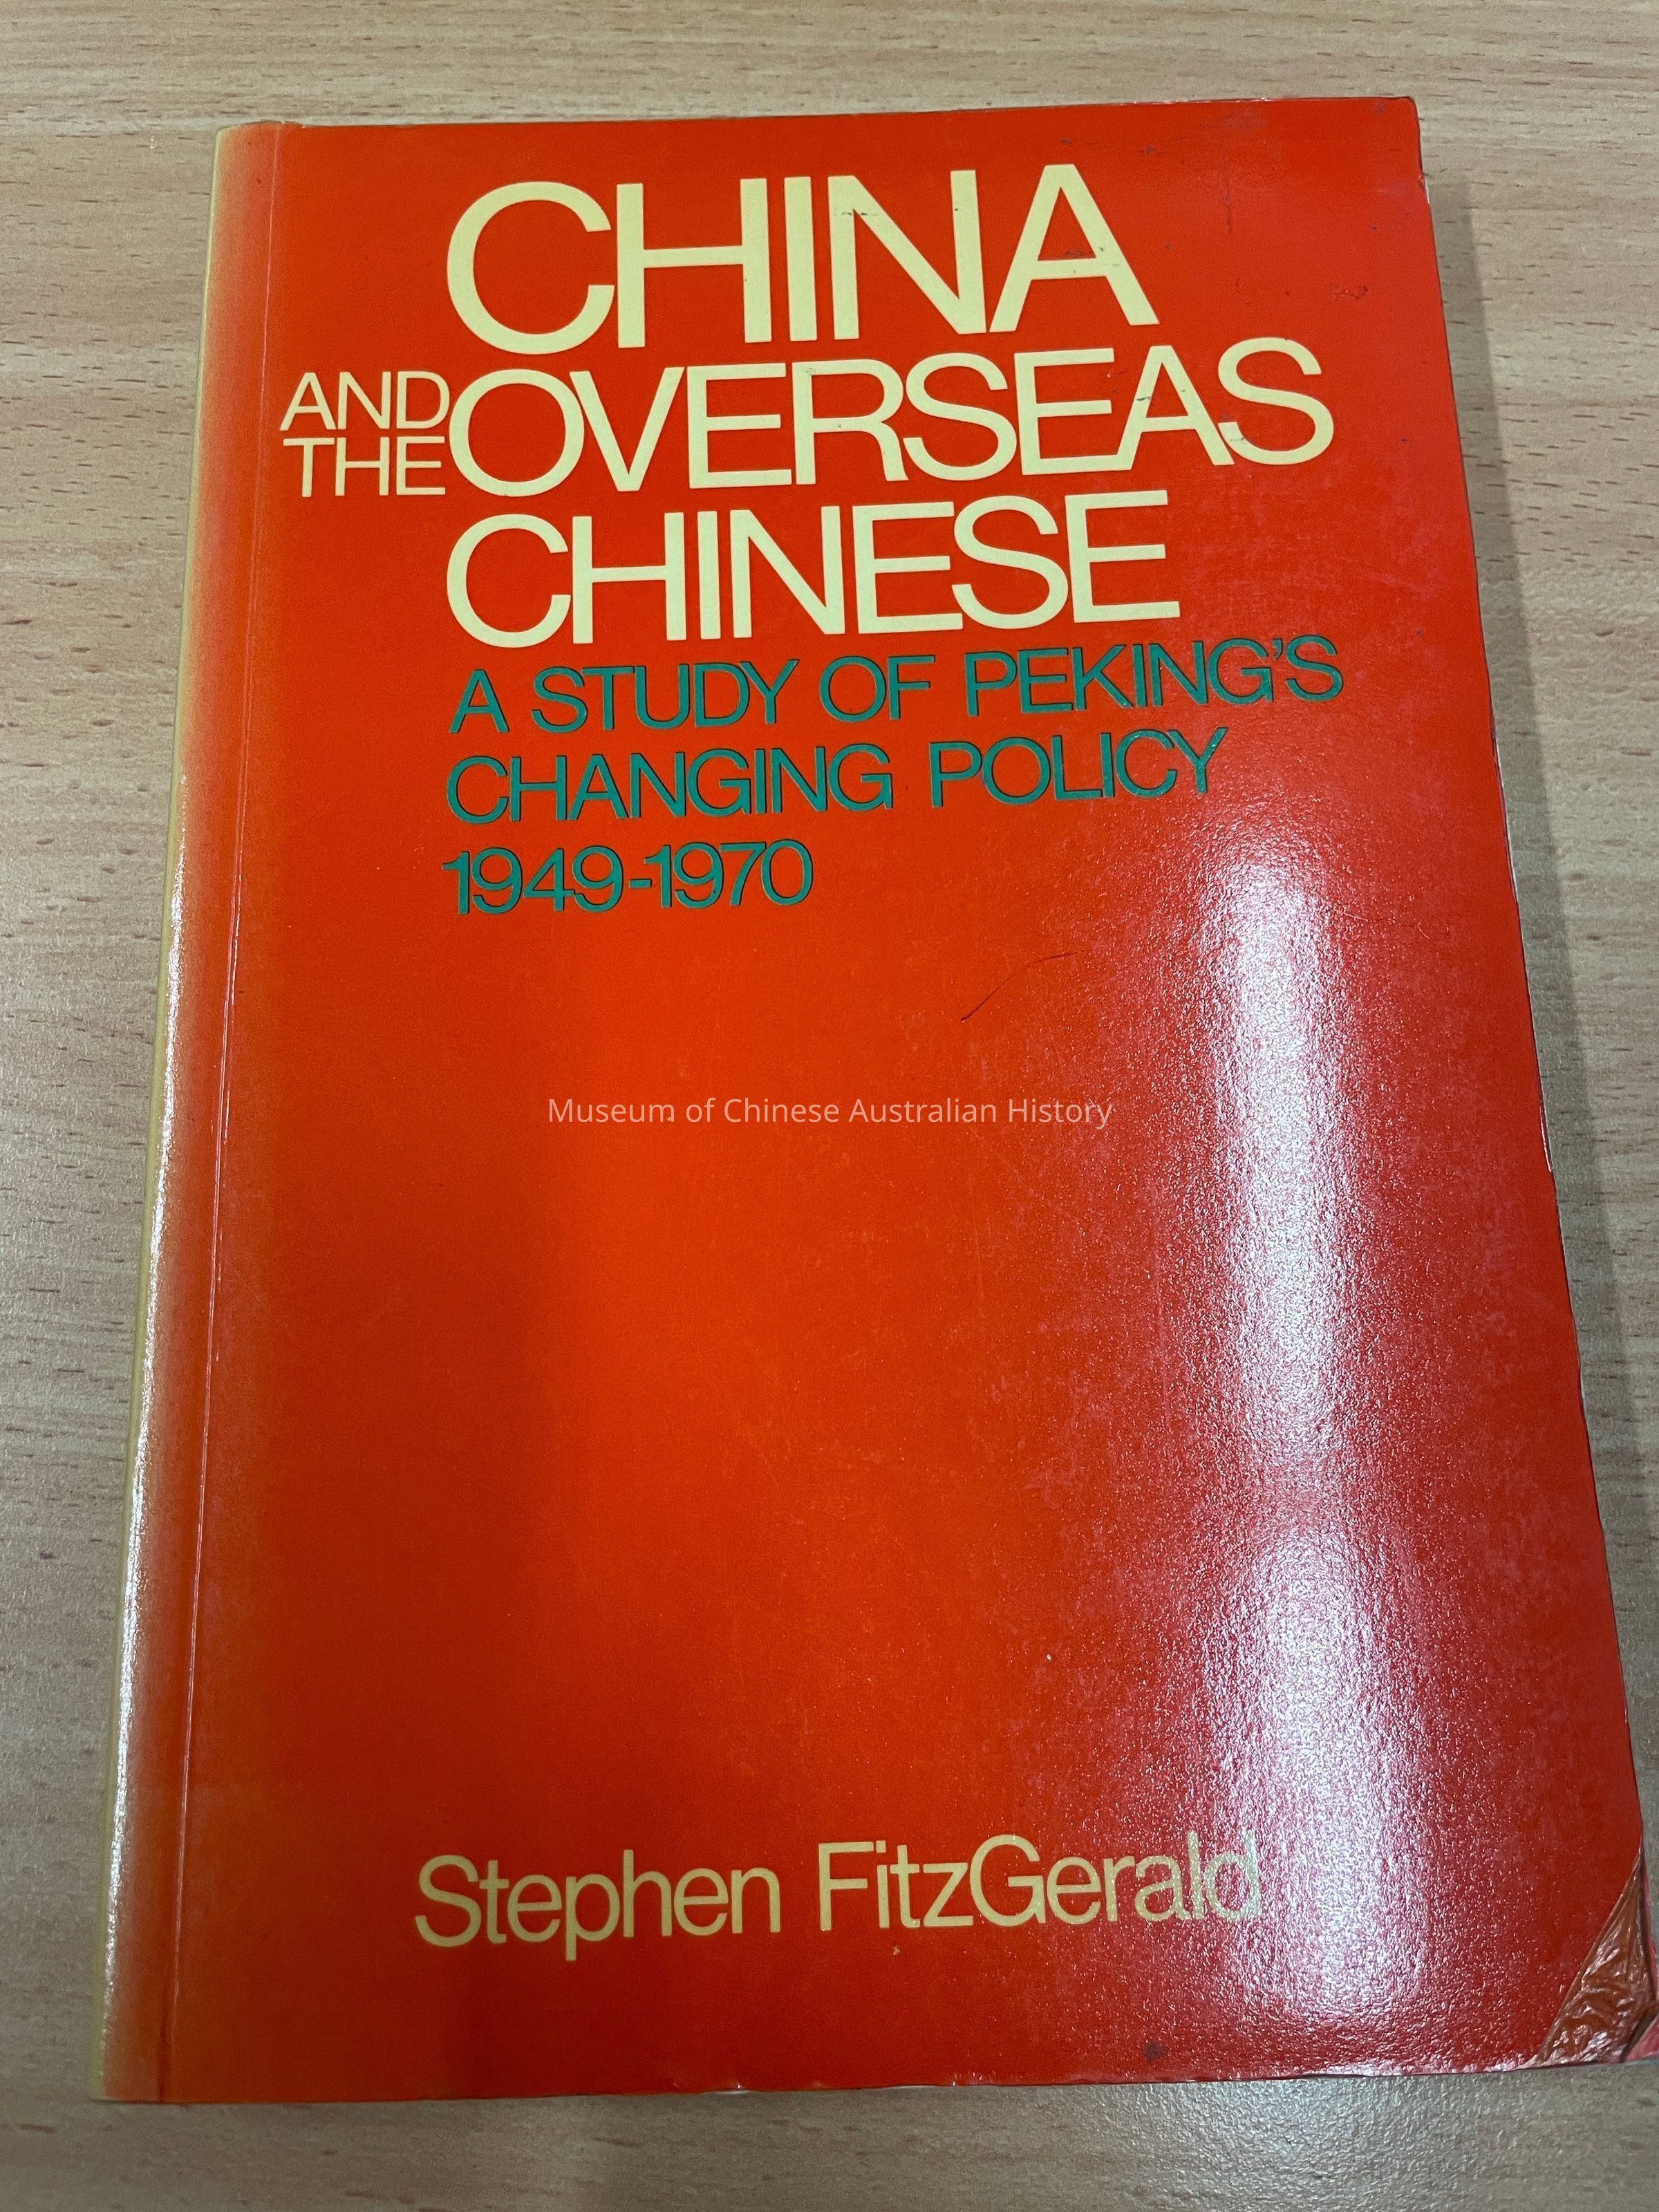 CHINA
AND THE OVERSEAS
CHINESE
A STUDY OF PEKING'S
CHANGING POLICY
1949-1970
Museum of Chinese Australian History
Stephen FitzGerald